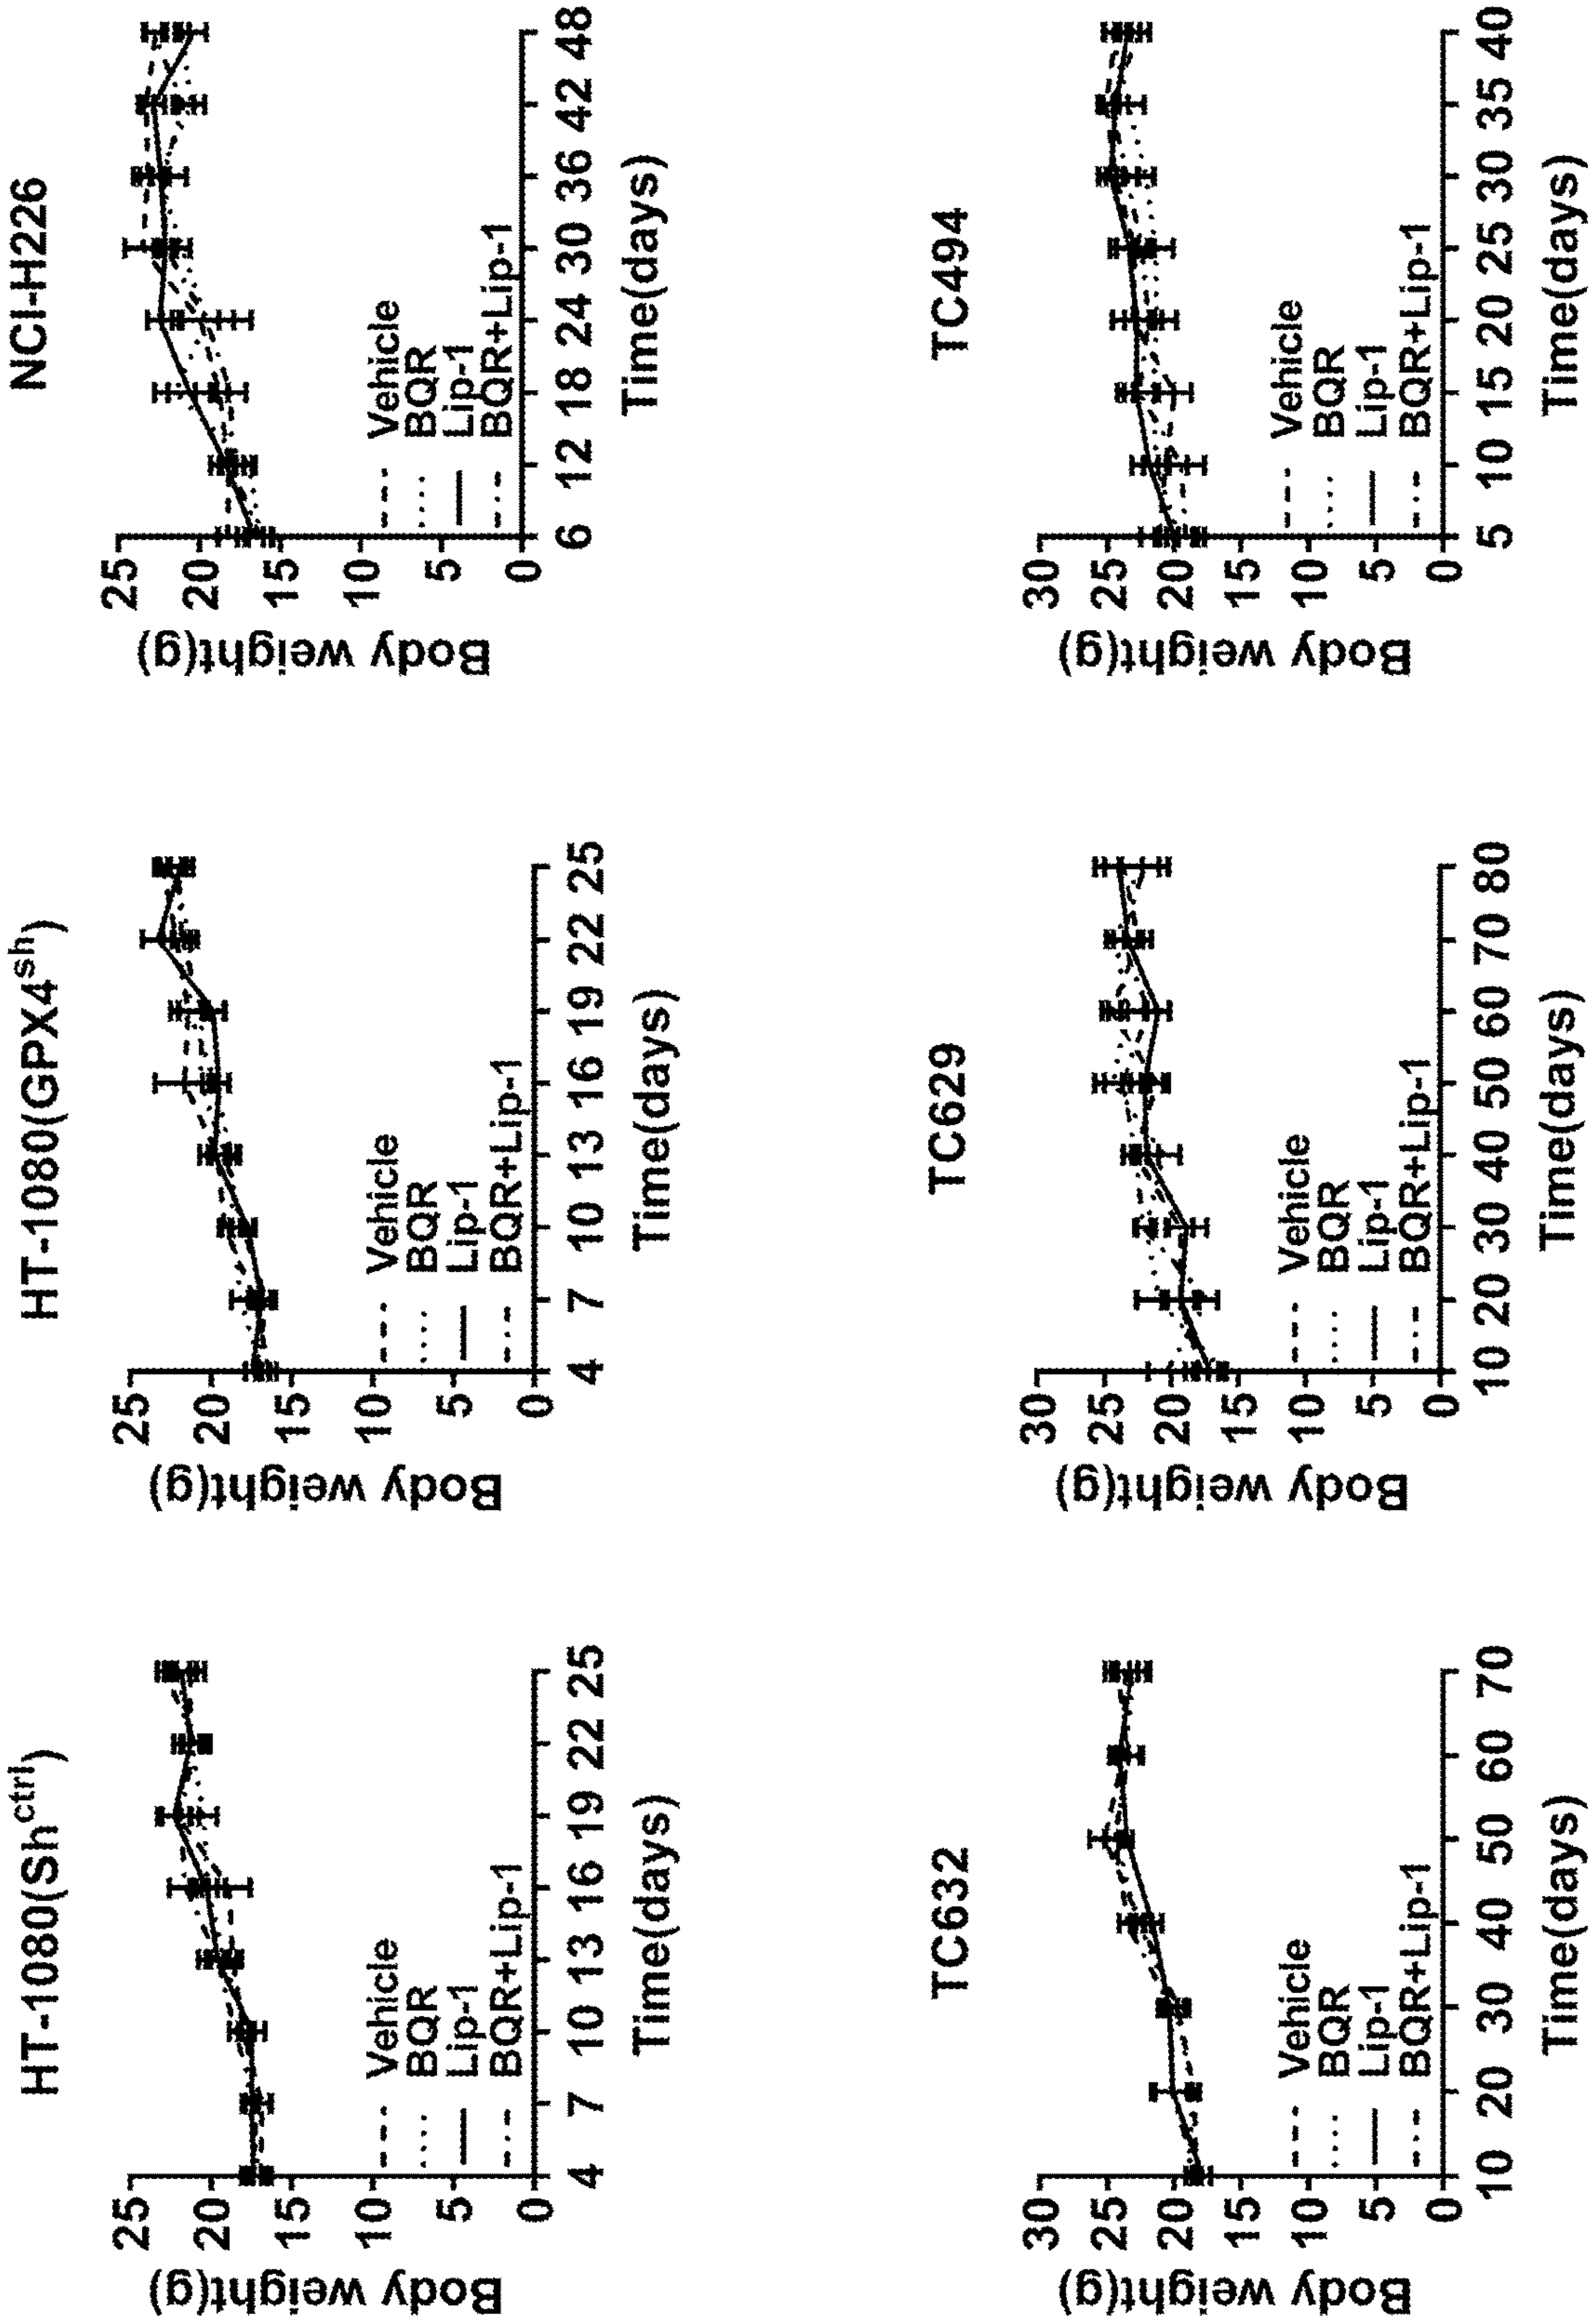 HT-1080(Sh^ctrl)
Body weight(g)
25
20
15
10
5
0
Vehicle
BQR
Lip-1
BQR+Lip-1
4 7 10 13 16 19 22 25
Time(days)
HT-1080(GPX4^sh)
Body weight(g)
25
20
15
10
5
0
Vehicle
BQR
Lip-1
BQR+Lip-1
4 7 10 13 16 19 22 25
Time(days)
NCI-H226
Body weight(g)
25
20
15
10
5
0
Vehicle
BQR
Lip-1
BQR+Lip-1
6 12 18 24 30 36 42 48
Time(days)
TC632
Body weight(g)
30
25
20
15
10
5
0
Vehicle
BQR
Lip-1
BQR+Lip-1
10 20 30 40 50 60 70
Time(days)
TC629
Body weight(g)
30
25
20
15
10
5
0
Vehicle
BQR
Lip-1
BQR+Lip-1
10 20 30 40 50 60 70 80
Time(days)
TC494
Body weight(g)
30
25
20
15
10
5
0
Vehicle
BQR
Lip-1
BQR+Lip-1
5 10 15 20 25 30 35 40
Time(days)